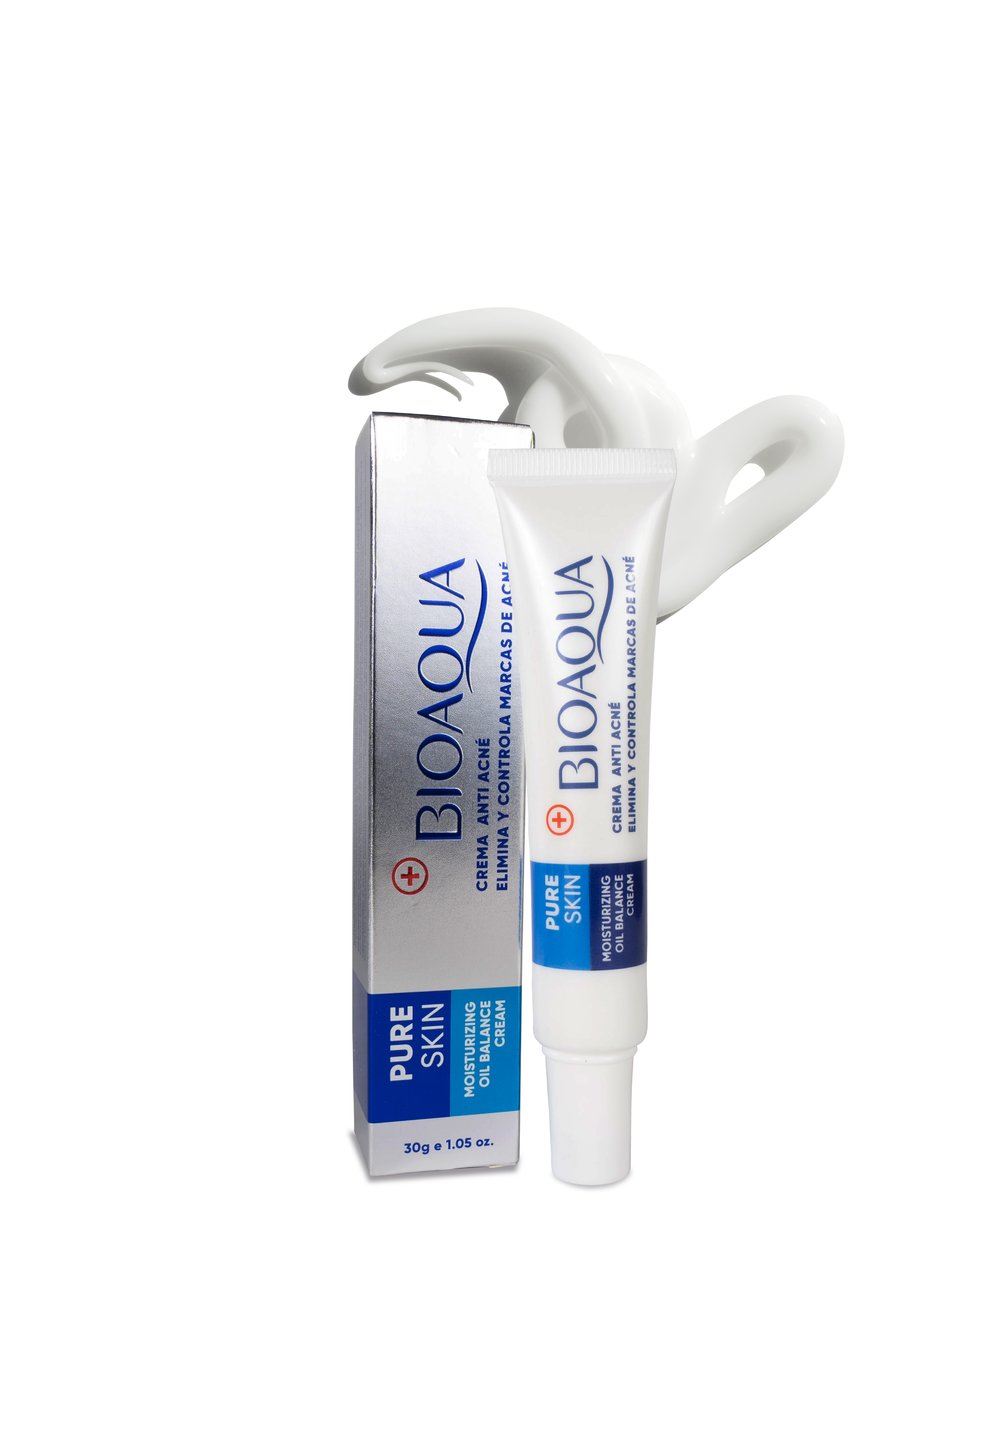 BIOAQUA
CREMA ANTI ACNÉ
ELIMINA Y CONTROLA MARCAS DE ACNÉ
PURE
SKIN
MOISTURIZING
OIL BALANCE
CREAM
30g e 1.05 oz.
BIOAQUA
CREMA ANTI ACNÉ
ELIMINA Y CONTROLA MARCAS DE ACNÉ
PURE
SKIN
MOISTURIZING
OIL BALANCE
CREAM